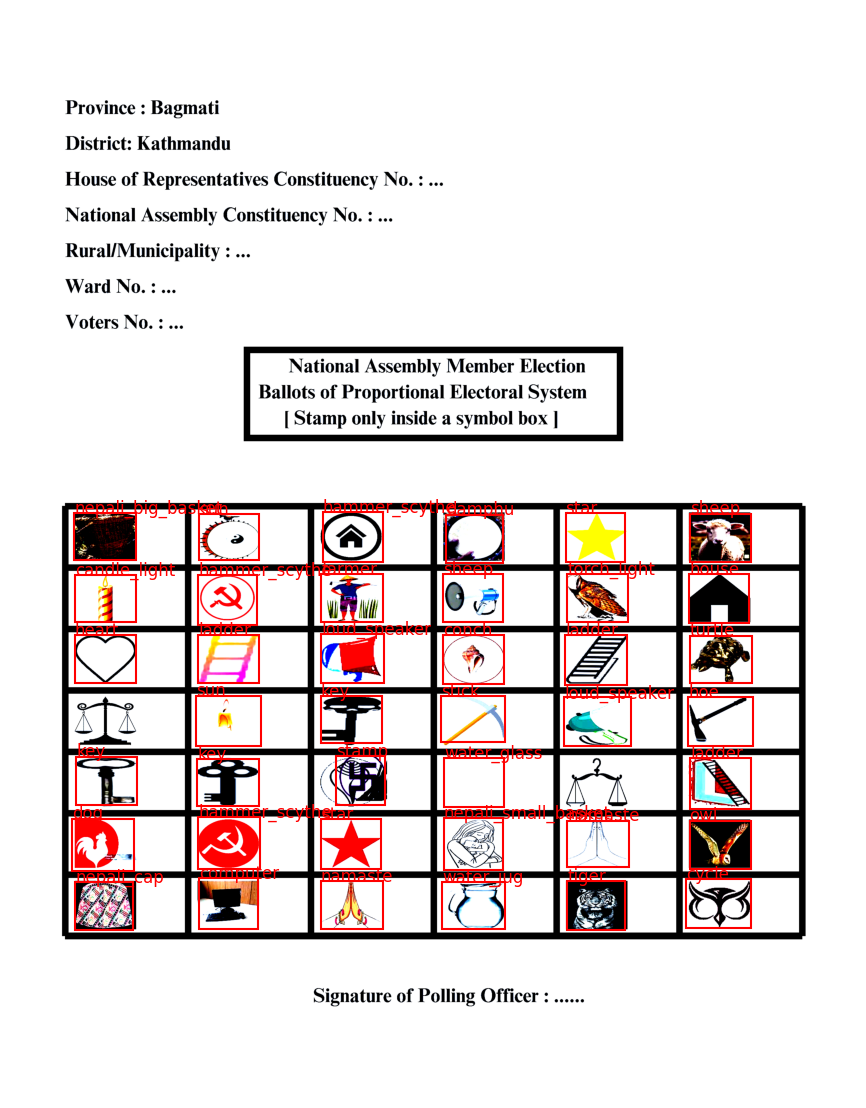 Province : Bagmati
District: Kathmandu
House of Representatives Constituency No. : ...
National Assembly Constituency No. : ...
Rural/Municipality : ...
Ward No. : ...
Voters No. : ...
National Assembly Member Election
Ballots of Proportional Electoral System
[ Stamp only inside a symbol box ]
nepali_big_basket hammer_scythe star sheep
candle_light hammer_scythe farmer sheep torch_light house
heart ladder loud_speaker conch ladder turtle
sun key stick loud_speaker hoe
key key stamp water_glass ladder
dog hammer_scythe star nepali_small_basket owl
nepali_cap computer namaste water_jug tiger cycle
Signature of Polling Officer : ......